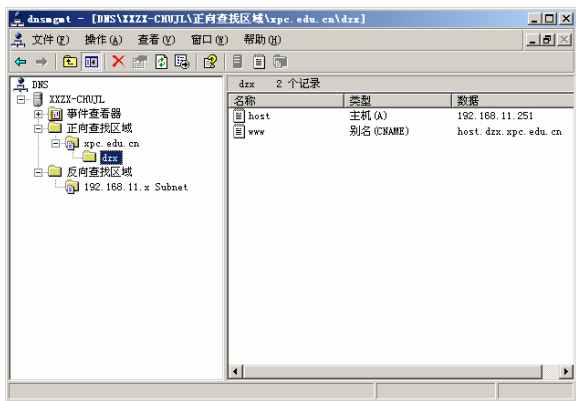 dnsmgmt - [DNS\XXZX-CHUJL\正向查找区域\xpc.edu.cn\dzx]
文件(F) 操作(A) 查看(V) 窗口(W) 帮助(H)
DNS
XXZX-CHUJL
事件查看器
正向查找区域
xpc.edu.cn
dzx
反向查找区域
192.168.11.x Subnet
dzx 2 个记录
名称 类型 数据
host 主机(A) 192.168.11.251
www 别名(CNAME) host.dzx.xpc.edu.cn